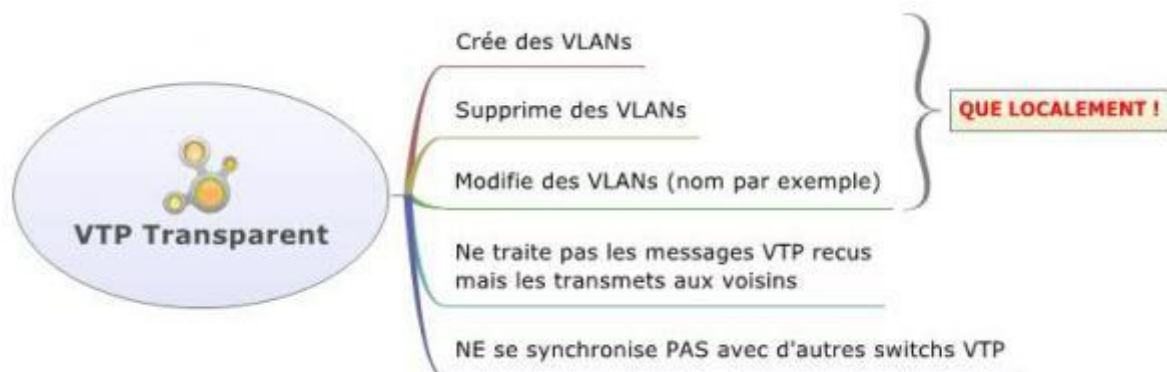 Crée des VLANs
Supprime des VLANs
QUE LOCALEMENT !
Modifie des VLANs (nom par exemple)
VTP Transparent
Ne traite pas les messages VTP recus
mais les transmets aux voisins
NE se synchronise PAS avec d'autres switchs VTP